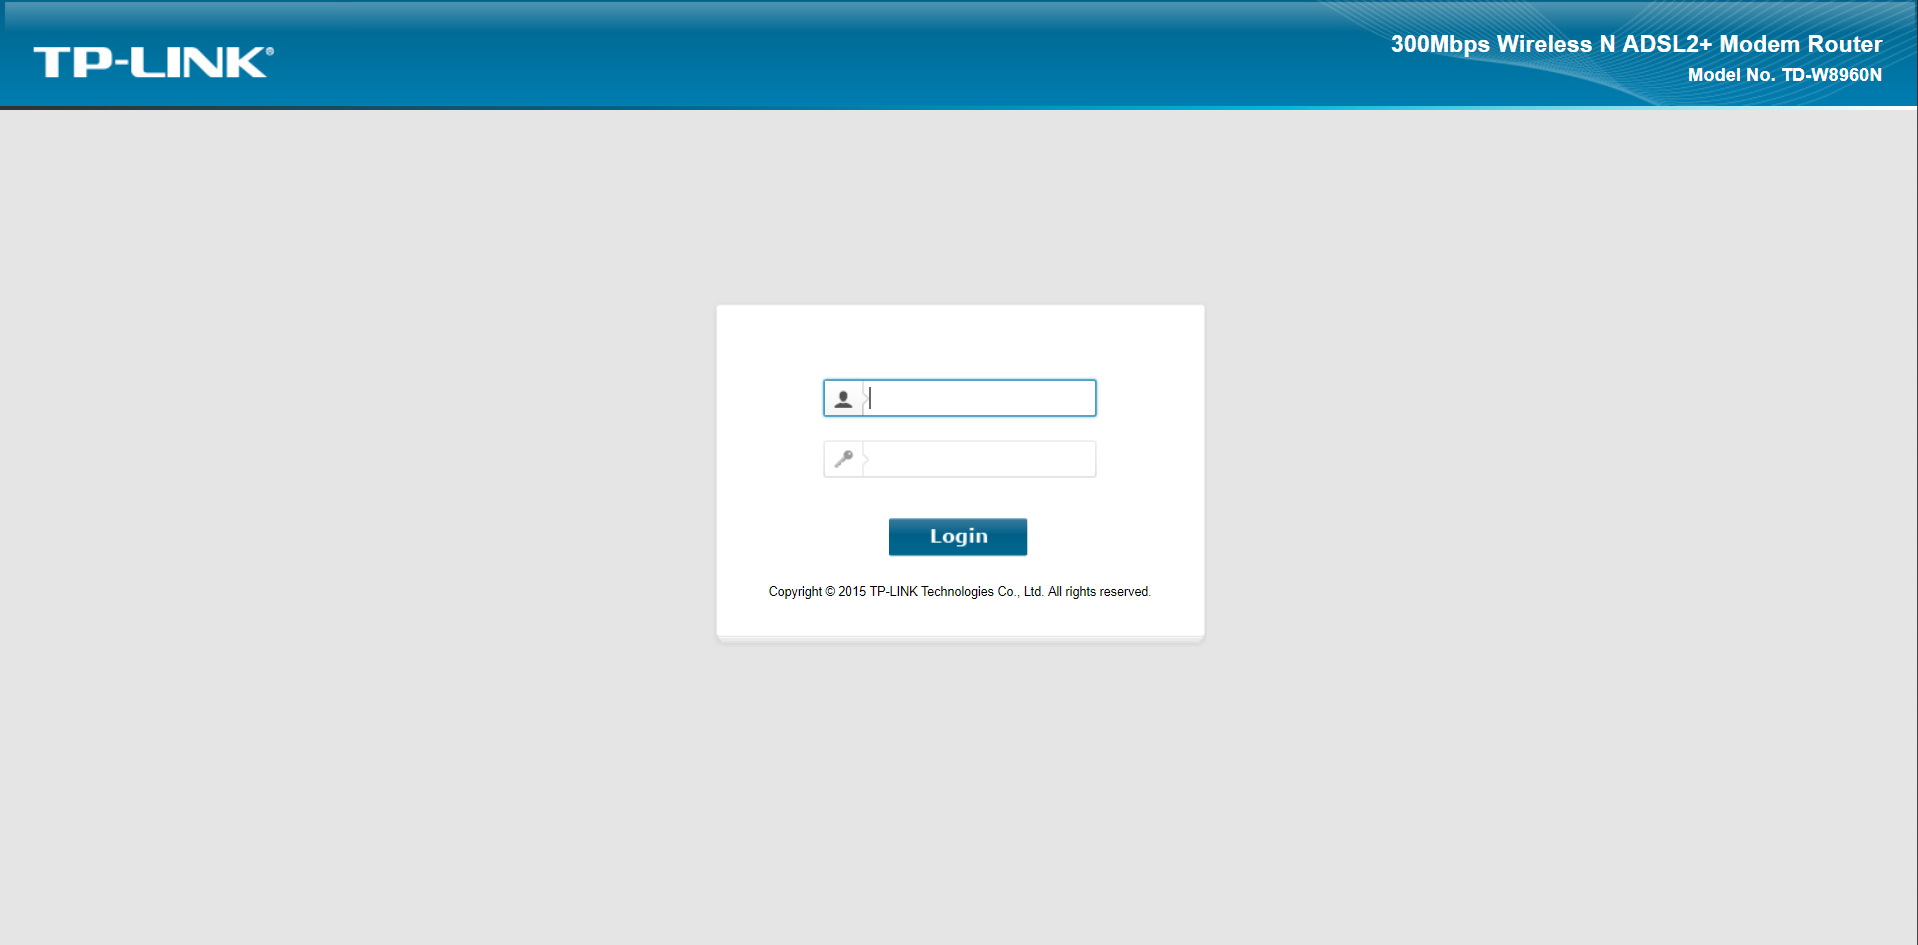 TP-LINK®
300Mbps Wireless N ADSL2+ Modem Router
Model No. TD-W8960N
Login
Copyright © 2015 TP-LINK Technologies Co., Ltd. All rights reserved.